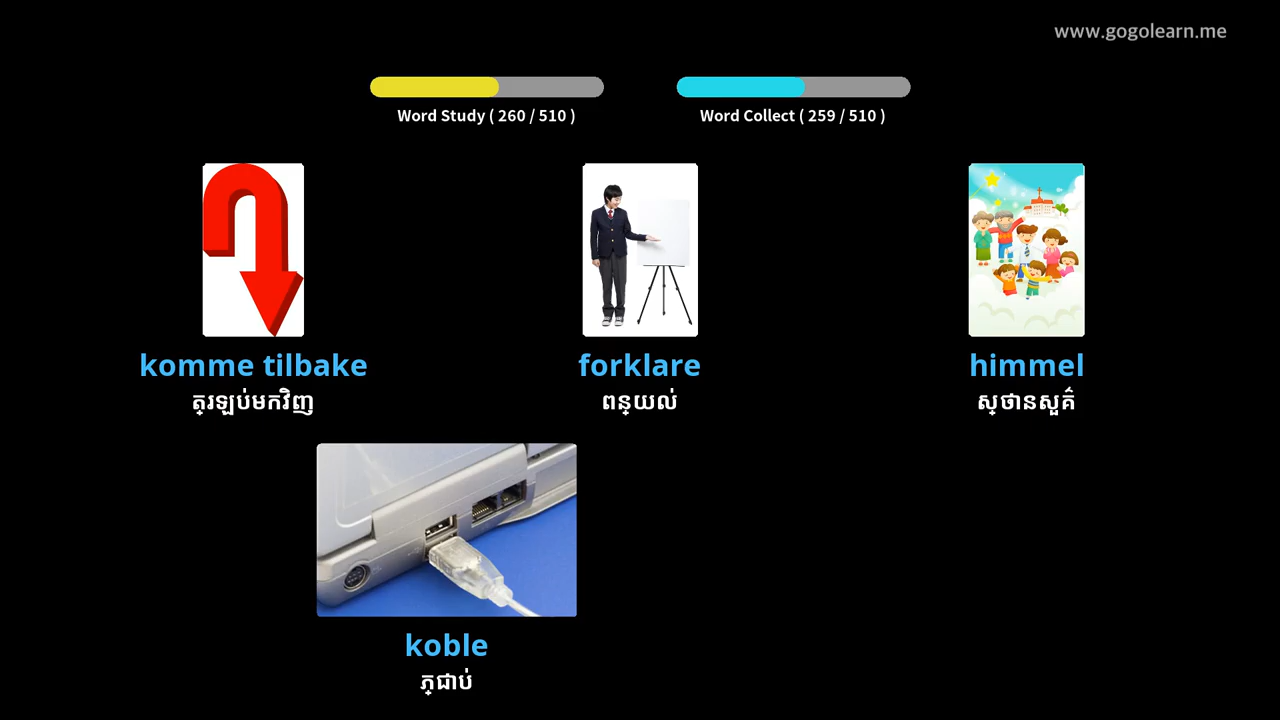 www.gogolearn.me
Word Study ( 260 / 510 )
Word Collect ( 259 / 510 )
komme tilbake
ត្រឡប់មកវិញ
forklare
ពន្យល់
himmel
ស្ថានសួគ៌
koble
ភ្ជាប់